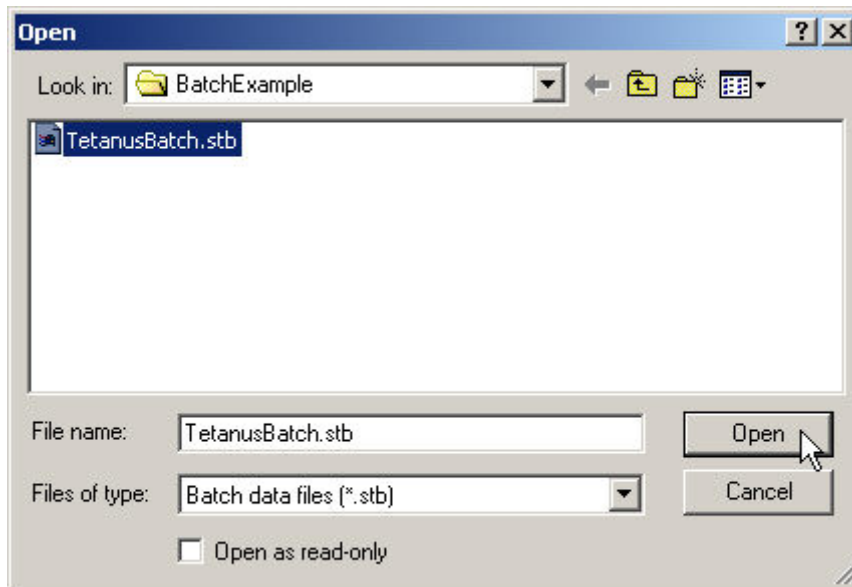 Open
Look in: BatchExample
TetanusBatch.stb
File name: TetanusBatch.stb Open
Files of type: Batch data files (*.stb) Cancel
Open as read-only